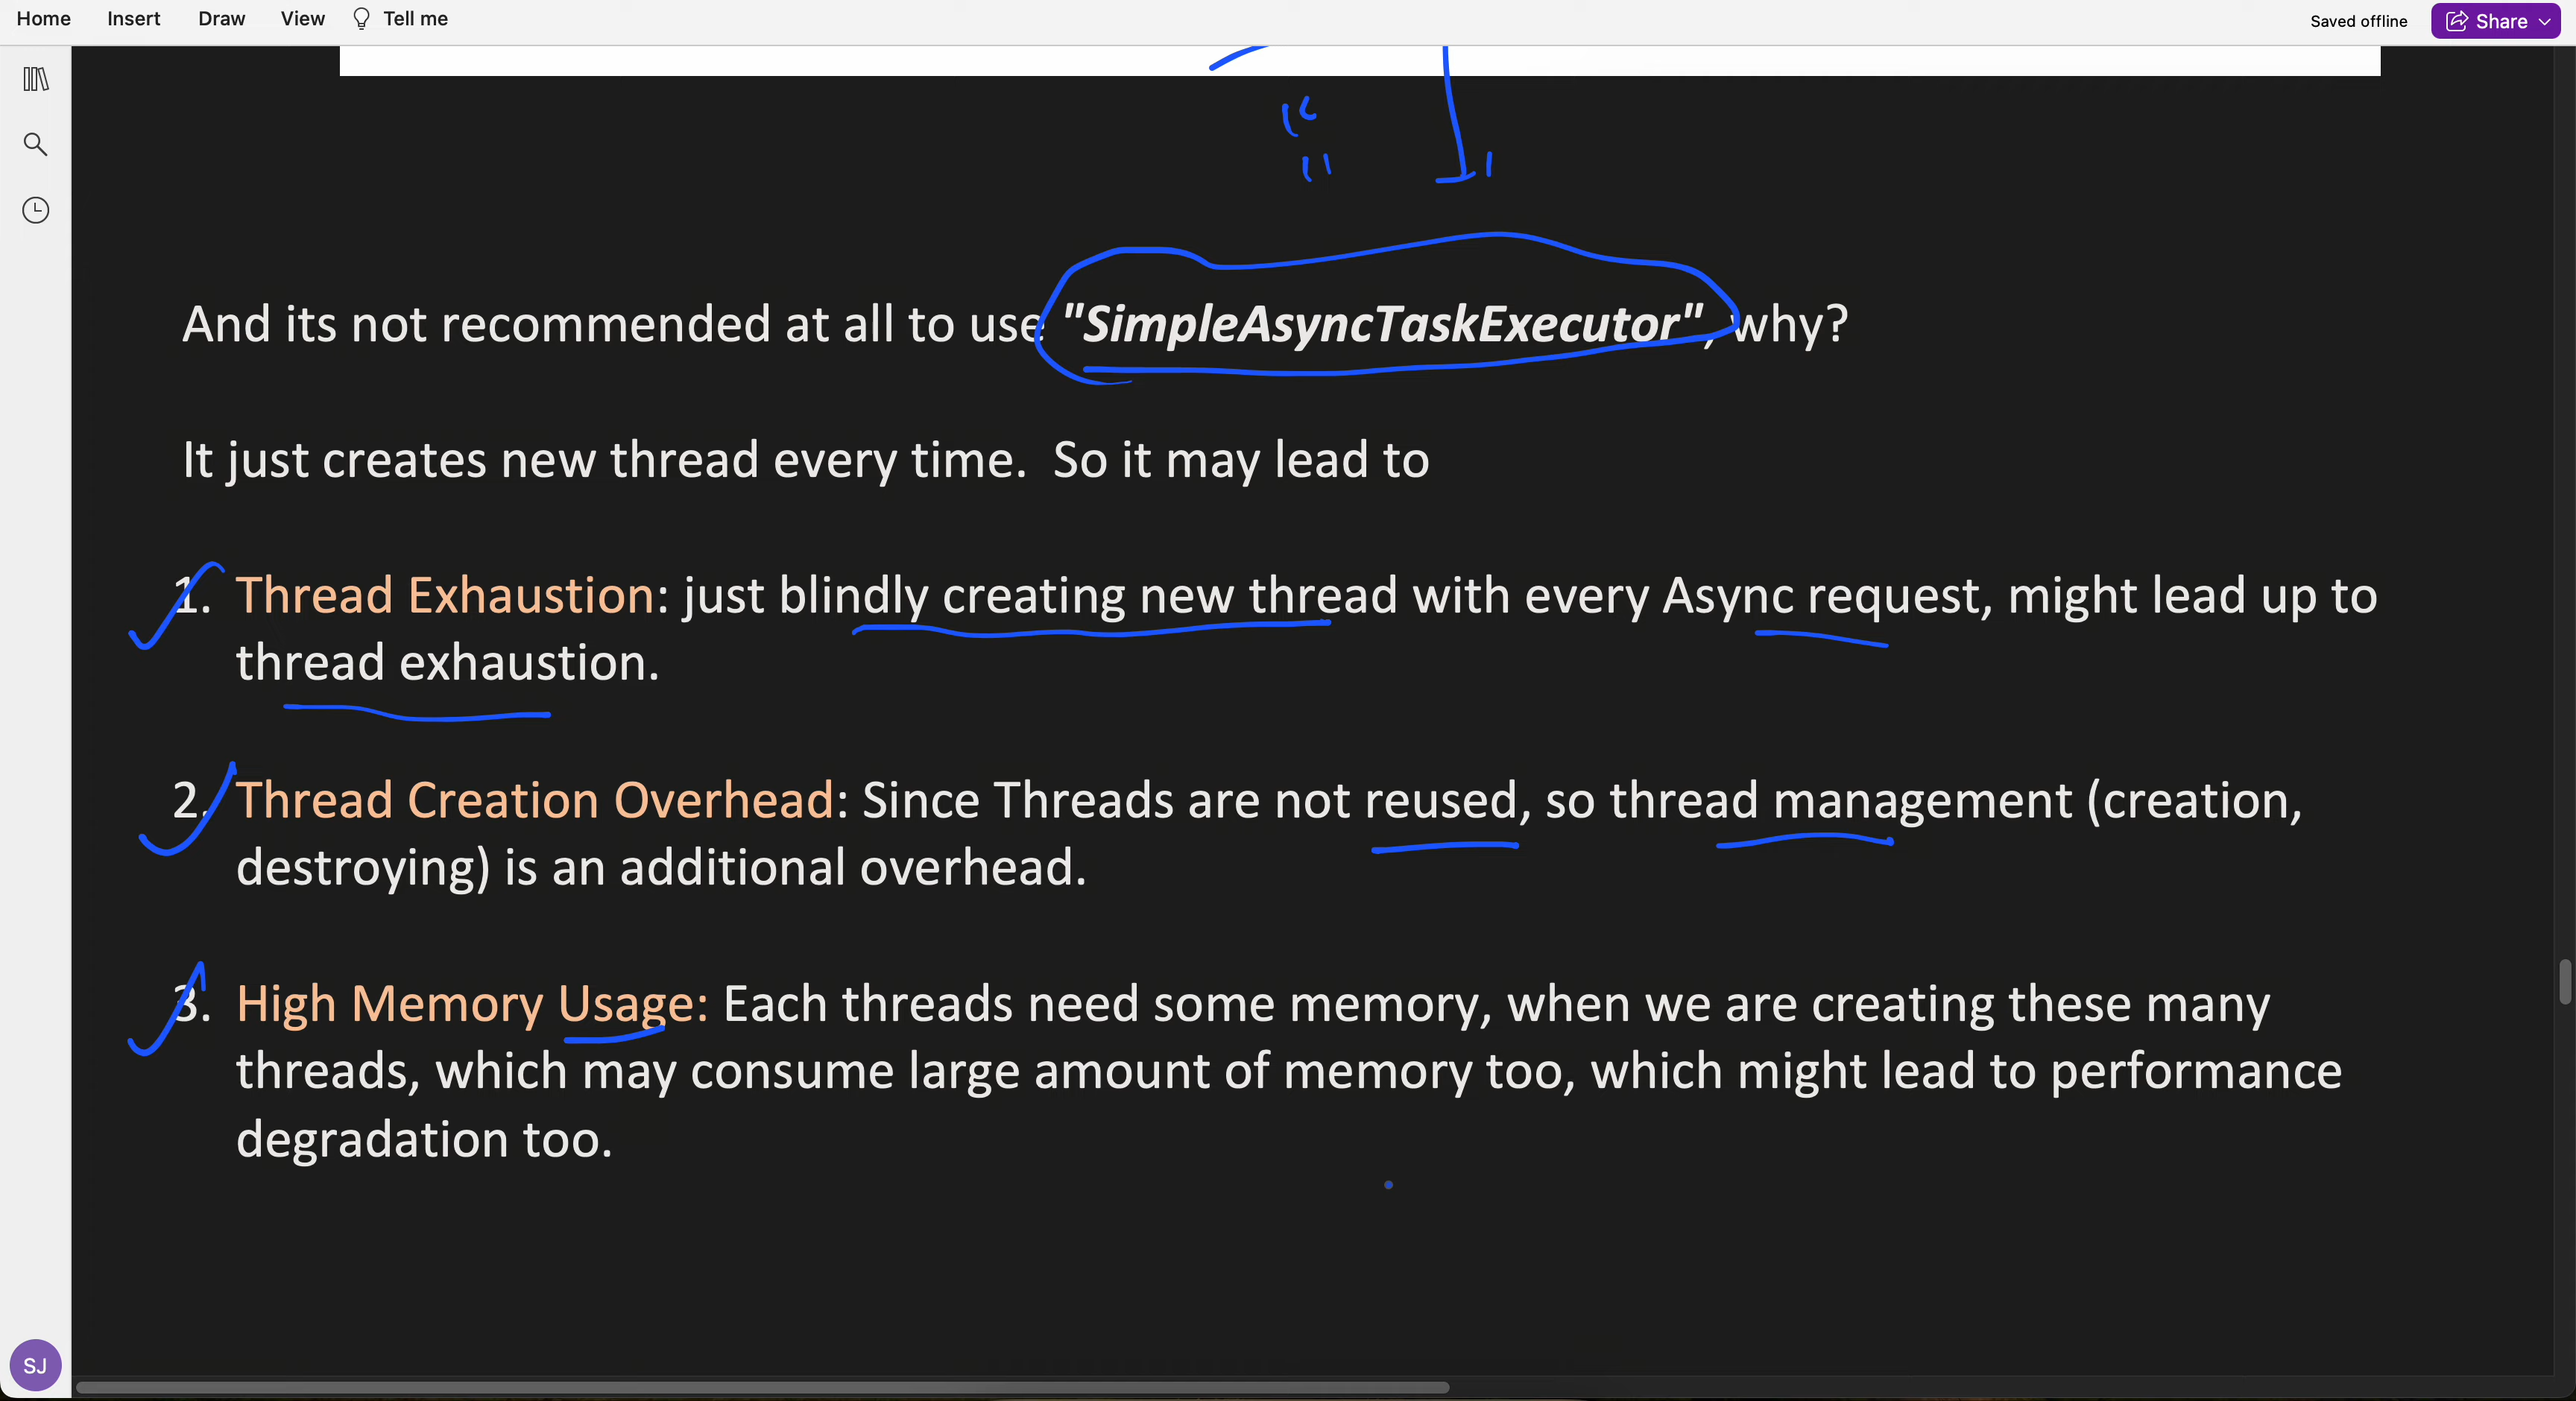 Home Insert Draw View Tell me Saved offline Share
And its not recommended at all to use "SimpleAsyncTaskExecutor", why?
It just creates new thread every time. So it may lead to
1. Thread Exhaustion: just blindly creating new thread with every Async request, might lead up to
thread exhaustion.
2. Thread Creation Overhead: Since Threads are not reused, so thread management (creation,
destroying) is an additional overhead.
3. High Memory Usage: Each threads need some memory, when we are creating these many
threads, which may consume large amount of memory too, which might lead to performance
degradation too.
SJ